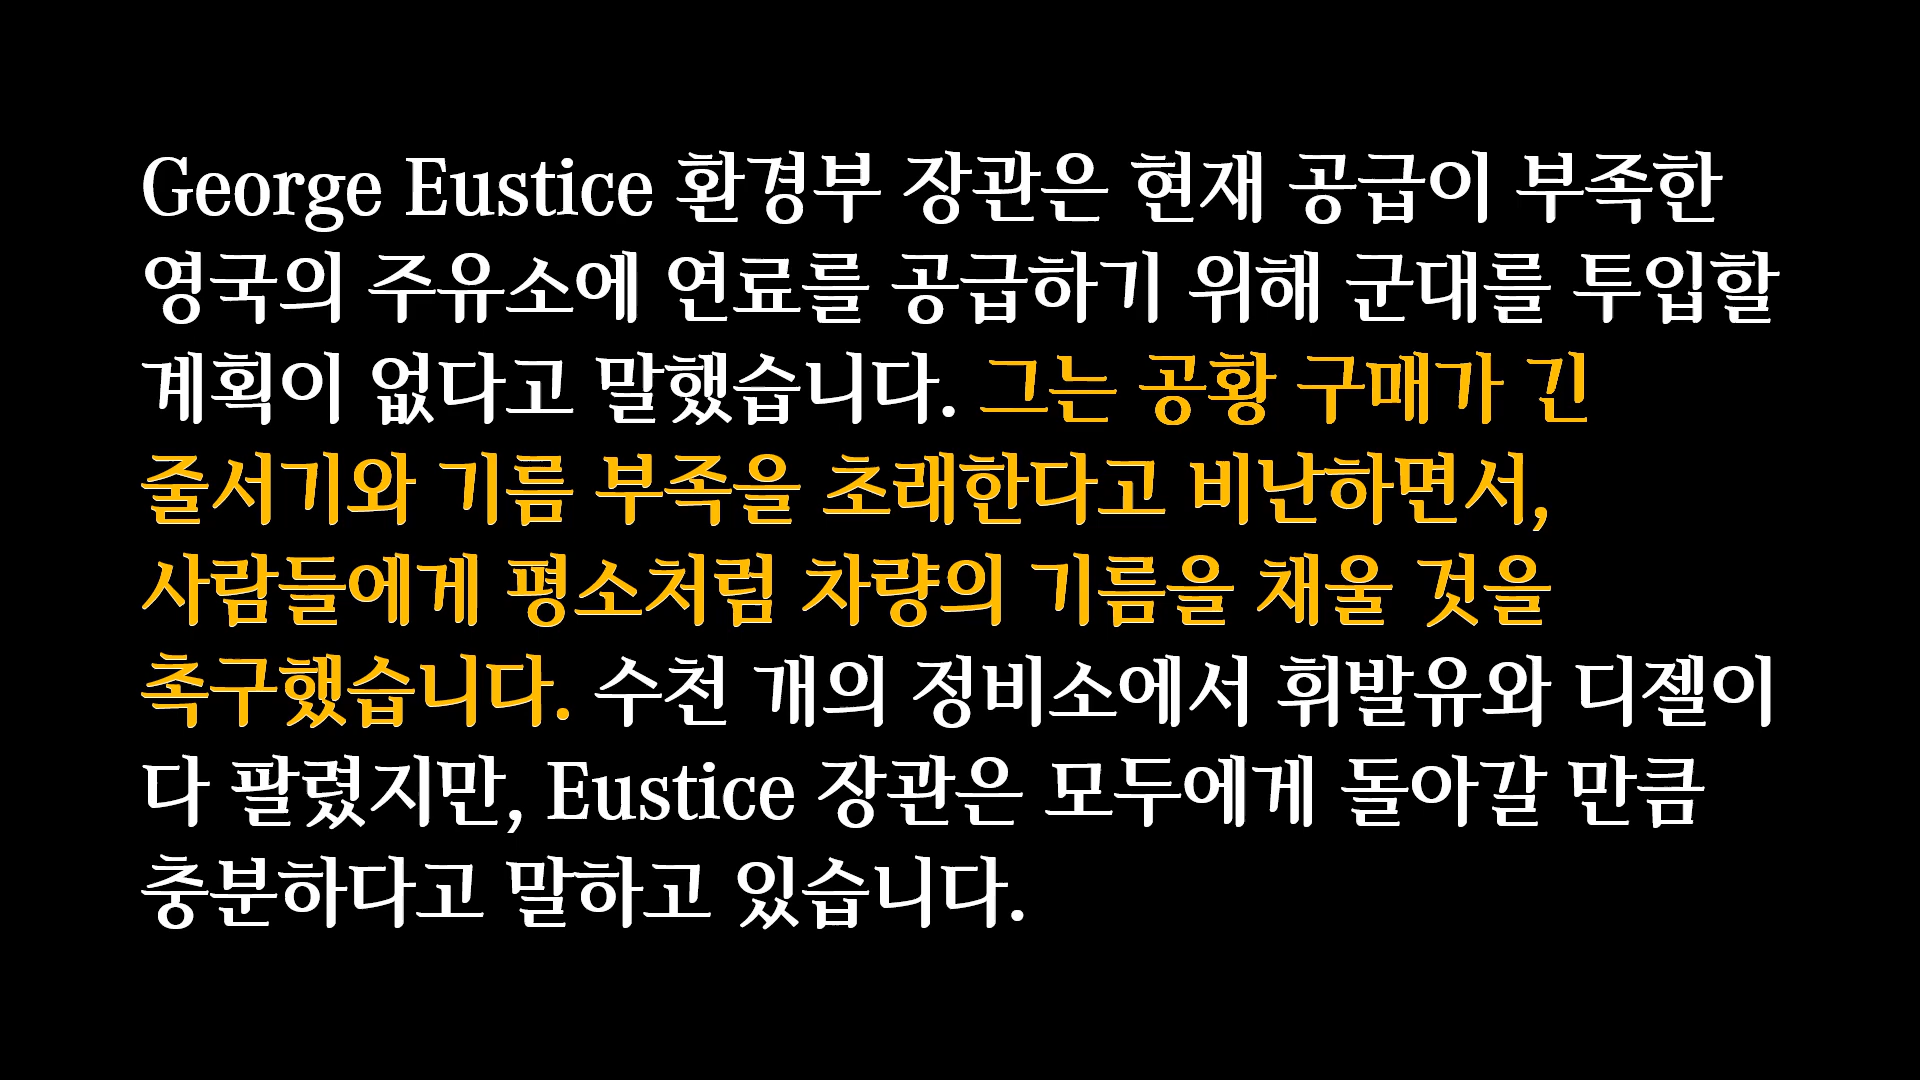 George Eustice 환경부 장관은 현재 공급이 부족한
영국의 주유소에 연료를 공급하기 위해 군대를 투입할
계획이 없다고 말했습니다. 그는 공황 구매가 긴
줄서기와 기름 부족을 초래한다고 비난하면서,
사람들에게 평소처럼 차량의 기름을 채울 것을
촉구했습니다. 수천 개의 정비소에서 휘발유와 디젤이
다 팔렸지만, Eustice 장관은 모두에게 돌아갈 만큼
충분하다고 말하고 있습니다.